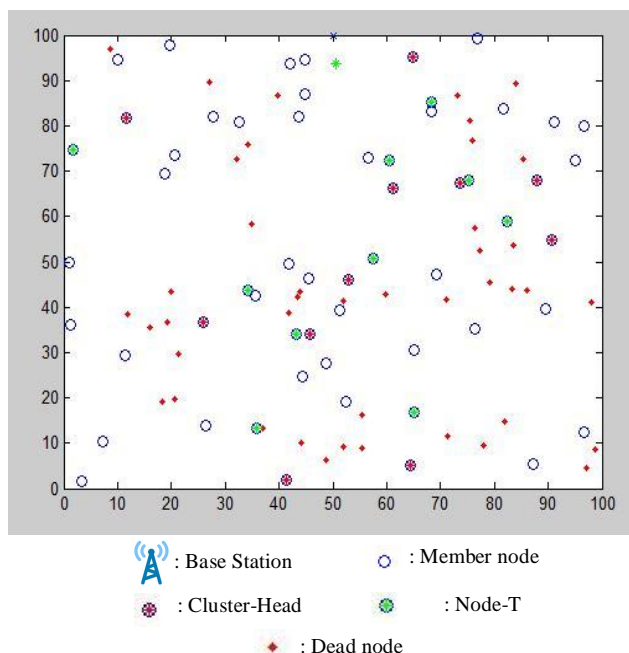 100
90
80
70
60
50
40
30
20
10
0
0 10 20 30 40 50 60 70 80 90 100
: Base Station : Member node
: Cluster-Head : Node-T
: Dead node